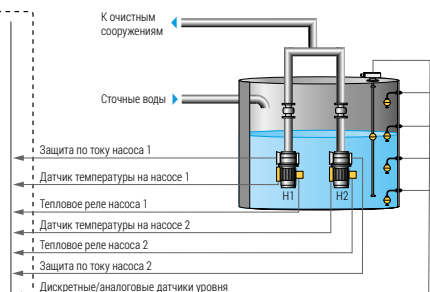 К очистным
сооружениям
Сточные воды
Защита по току насоса 1
Датчик температуры на насосе 1
Тепловое реле насоса 1
Датчик температуры на насосе 2
Тепловое реле насоса 2
Защита по току насоса 2
Дискретные/аналоговые датчики уровня
Н1
Н2